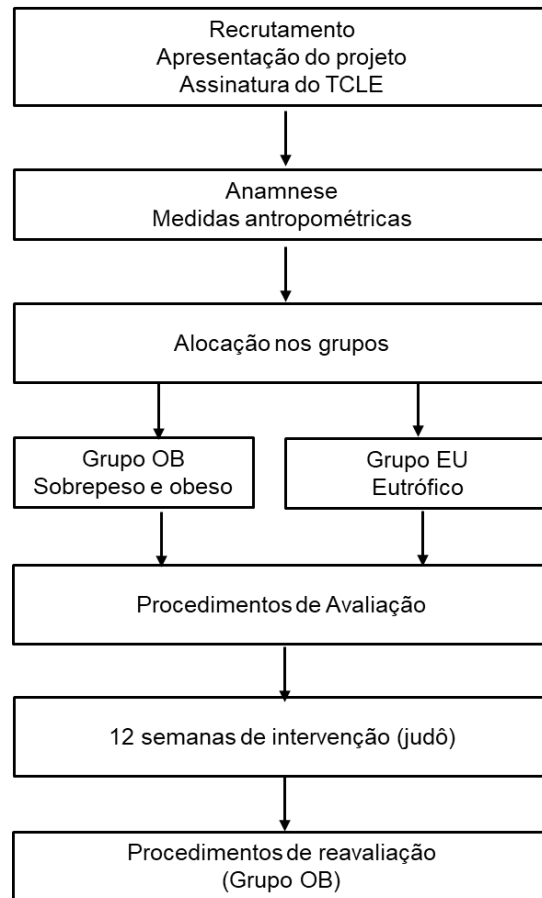 Recrutamento
Apresentação do projeto
Assinatura do TCLE
Anamnese
Medidas antropométricas
Alocação nos grupos
Grupo OB
Sobrepeso e obeso
Grupo EU
Eutrófico
Procedimentos de Avaliação
12 semanas de intervenção (judô)
Procedimentos de reavaliação
(Grupo OB)